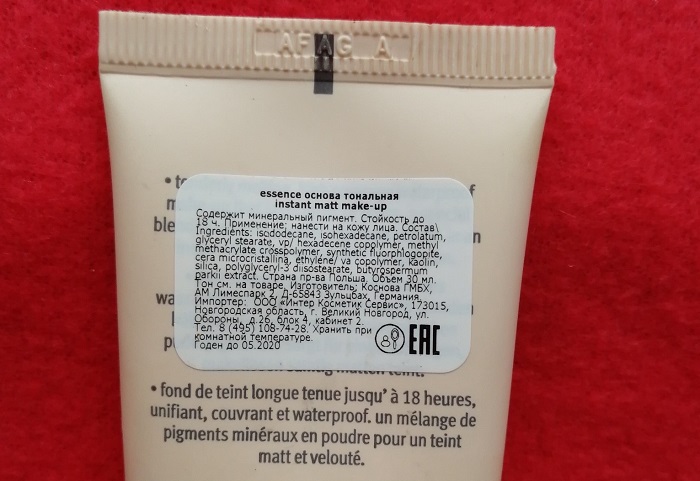 AFAG A
essence основа тональная
instant matt make-up
Содержит минеральный пигмент. Стойкость до
18 ч. Применение: нанести на кожу лица. Состав\
Ingredients: isododecane, isohexadecane, petrolatum,
glyceryl stearate, vp/ hexadecene copolymer, methyl
methacrylate crosspolymer, synthetic fluorphlogopite,
cera microcristallina, ethylene/ va copolymer, kaolin,
silica, polyglyceryl-3 diisostearate, butyrospermum
parkii extract. Страна пр-ва Польша. Объем 30 мл.
Тон см. на товаре. Изготовитель: Коснова ГМБХ,
АМ Лимеспарк 2, Д-65843 Зульбах, Германия.
Импортер: ООО «Интер Косметик Сервис», 173015,
Новгородская область, г. Великий Новгород, ул.
Обороны, д.26, блок 4, кабинет 2.
Тел. 8 (495) 108-74-28. Хранить при
комнатной температуре.
Годен до 05.2020
EAC
• fond de teint longue tenue jusqu' à 18 heures,
unifiant, couvrant et waterproof. un mélange de
pigments minéraux en poudre pour un teint
matt et velouté.